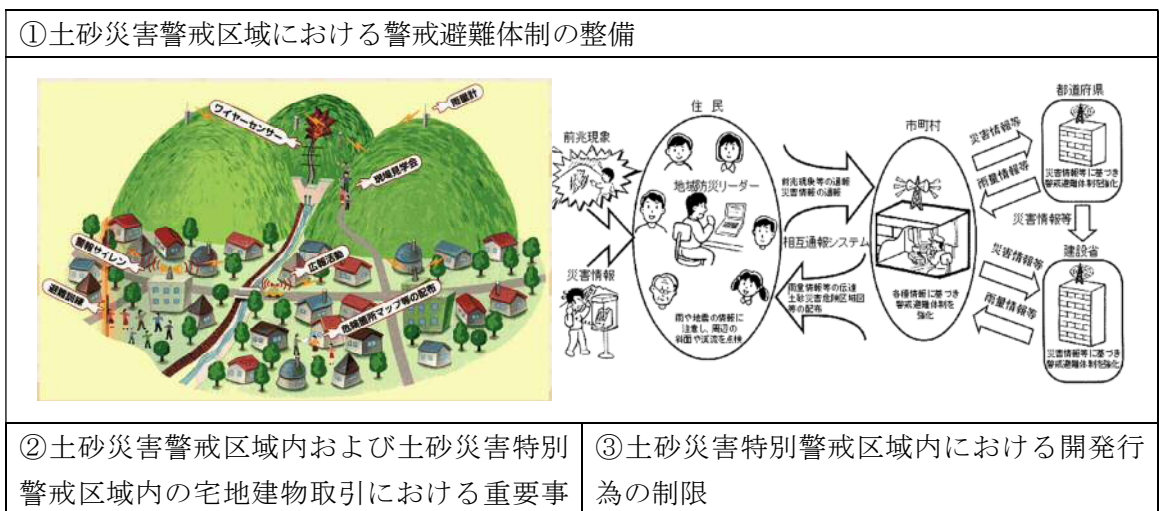 ①土砂災害警戒区域における警戒避難体制の整備
ワイヤーセンサー
雨量計
現場見学会
警報サイレン
広報活動
避難訓練
危険箇所マップ等の配布
住民
前兆現象
地域防災リーダー
災害情報
雨や地震の情報に
注意し、周辺の
斜面や渓流を点検
前兆現象等の通報
災害情報の通報
相互通報システム
雨量情報等の伝達
土砂災害危険区域図
等の配布
市町村
各種情報に基づき
警戒避難体制を
強化
災害情報等
雨量情報等
都道府県
災害情報等に基づき
警戒避難体制を強化
災害情報等
建設省
災害情報等
雨量情報等
災害情報等に基づき
警戒避難体制を強化
②土砂災害警戒区域内および土砂災害特別
警戒区域内の宅地建物取引における重要事
③土砂災害特別警戒区域内における開発行
為の制限